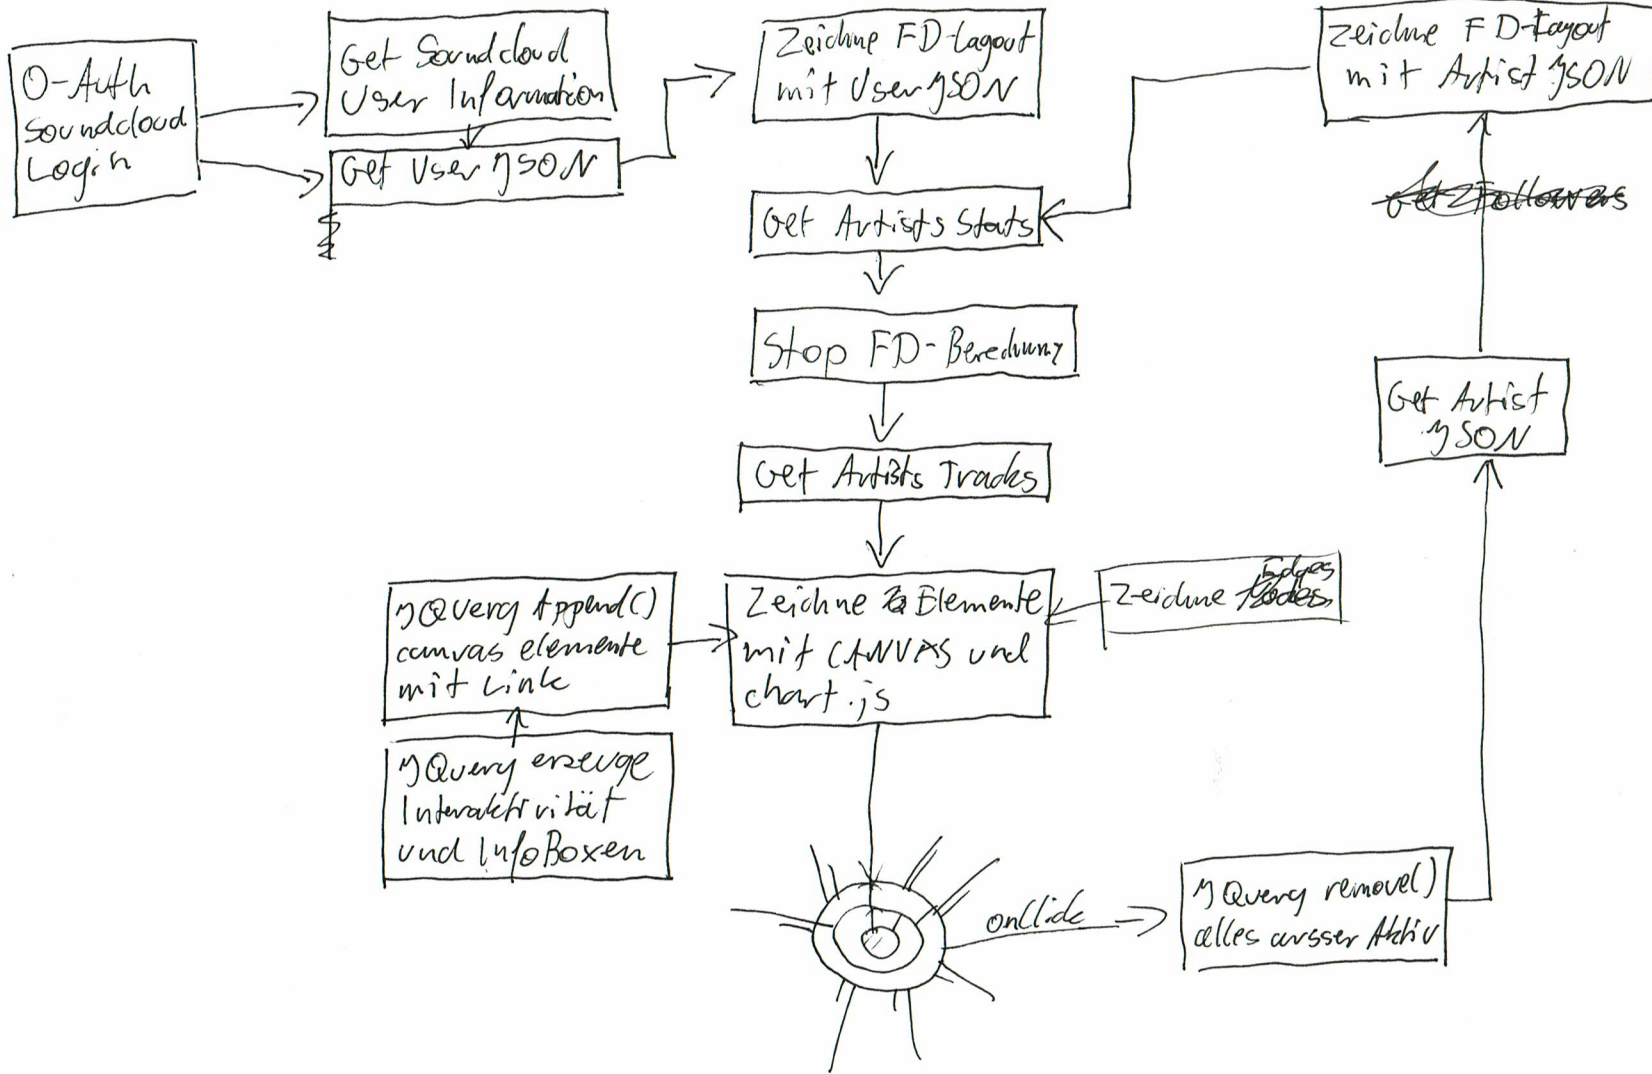 O-Auth
Soundcloud
Login
Get Soundcloud
User Information
Get User JSON
Zeichne FD-Layout
mit User JSON
Zeichne FD-Layout
mit Artist JSON
Get Artists Stats
Get Followers
Stop FD-Berechnung
Get Artist
JSON
Get Artists Tracks
JQuery Append()
canvas elemente
mit Link
Zeichne Elemente
mit CANVAS und
chart.js
Edges
Zeichne
JQuery erzeuge
Interaktivität
und InfoBoxen
onClick
JQuery remove()
alles ausser Aktiv